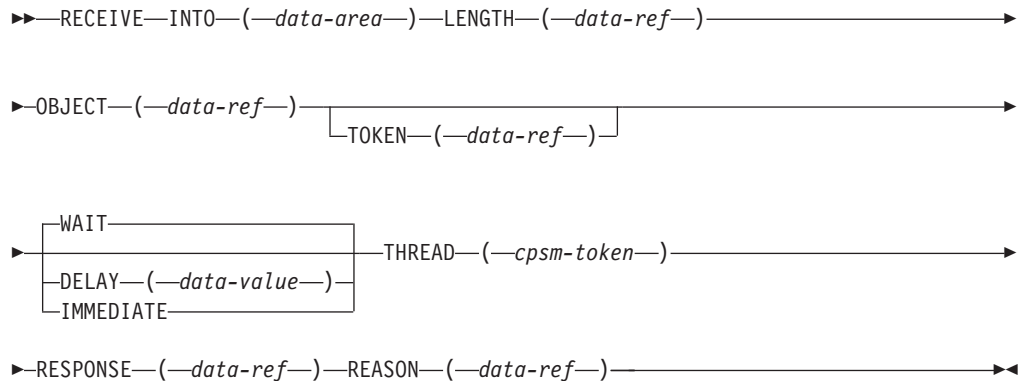 RECEIVE INTO ( data-area ) LENGTH ( data-ref )
OBJECT ( data-ref )
TOKEN ( data-ref )
WAIT
THREAD ( cpsm-token )
DELAY ( data-value )
IMMEDIATE
RESPONSE ( data-ref ) REASON ( data-ref )